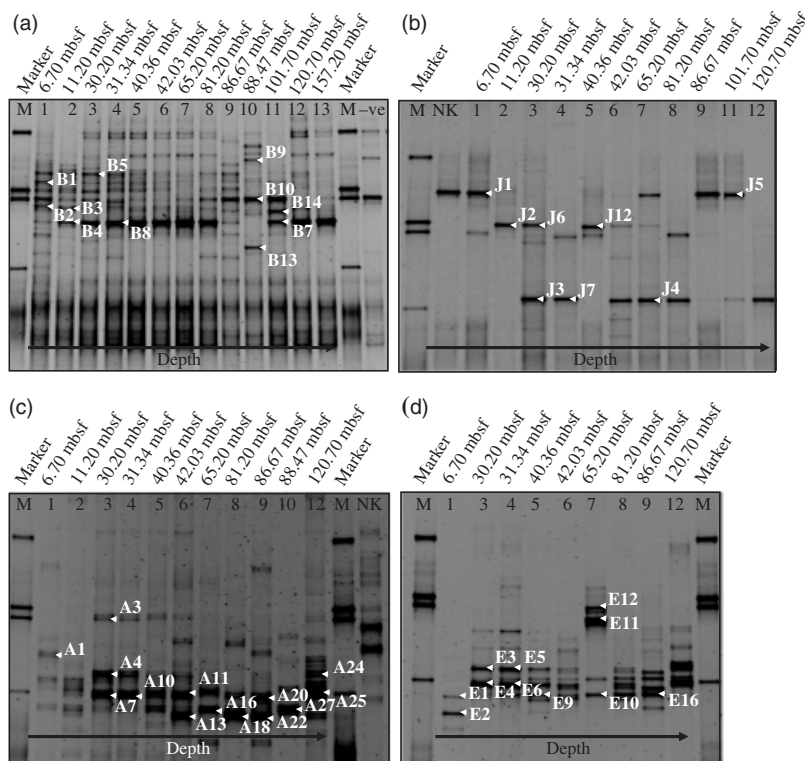 (a)
Marker
6.70 mbsf
11.20 mbsf
30.20 mbsf
31.34 mbsf
40.36 mbsf
42.03 mbsf
65.20 mbsf
81.20 mbsf
86.67 mbsf
88.47 mbsf
101.70 mbsf
120.70 mbsf
157.20 mbsf
Marker
M 1 2 3 4 5 6 7 8 9 10 11 12 13 M –ve
B9
B5
B1
B10
B14
B2
B3
B4
B8
B7
B13
Depth
(b)
Marker
6.70 mbsf
11.20 mbsf
30.20 mbsf
31.34 mbsf
40.36 mbsf
42.03 mbsf
65.20 mbsf
81.20 mbsf
86.67 mbsf
101.70 mbsf
120.70 mbsf
M NK 1 2 3 4 5 6 7 8 9 11 12
J1
J5
J2
J6
J12
J3
J7
J4
Depth
(c)
Marker
6.70 mbsf
11.20 mbsf
30.20 mbsf
31.34 mbsf
40.36 mbsf
42.03 mbsf
65.20 mbsf
81.20 mbsf
86.67 mbsf
88.47 mbsf
120.70 mbsf
Marker
M 1 2 3 4 5 6 7 8 9 10 12 M NK
A3
A1
A4
A10
A11
A24
A7
A16
A20
A27
A25
A13
A18
A22
Depth
(d)
Marker
6.70 mbsf
30.20 mbsf
31.34 mbsf
40.36 mbsf
42.03 mbsf
65.20 mbsf
81.20 mbsf
86.67 mbsf
120.70 mbsf
Marker
M 1 3 4 5 6 7 8 9 12 M
E12
E11
E3
E5
E1
E4
E6
E9
E10
E16
E2
Depth